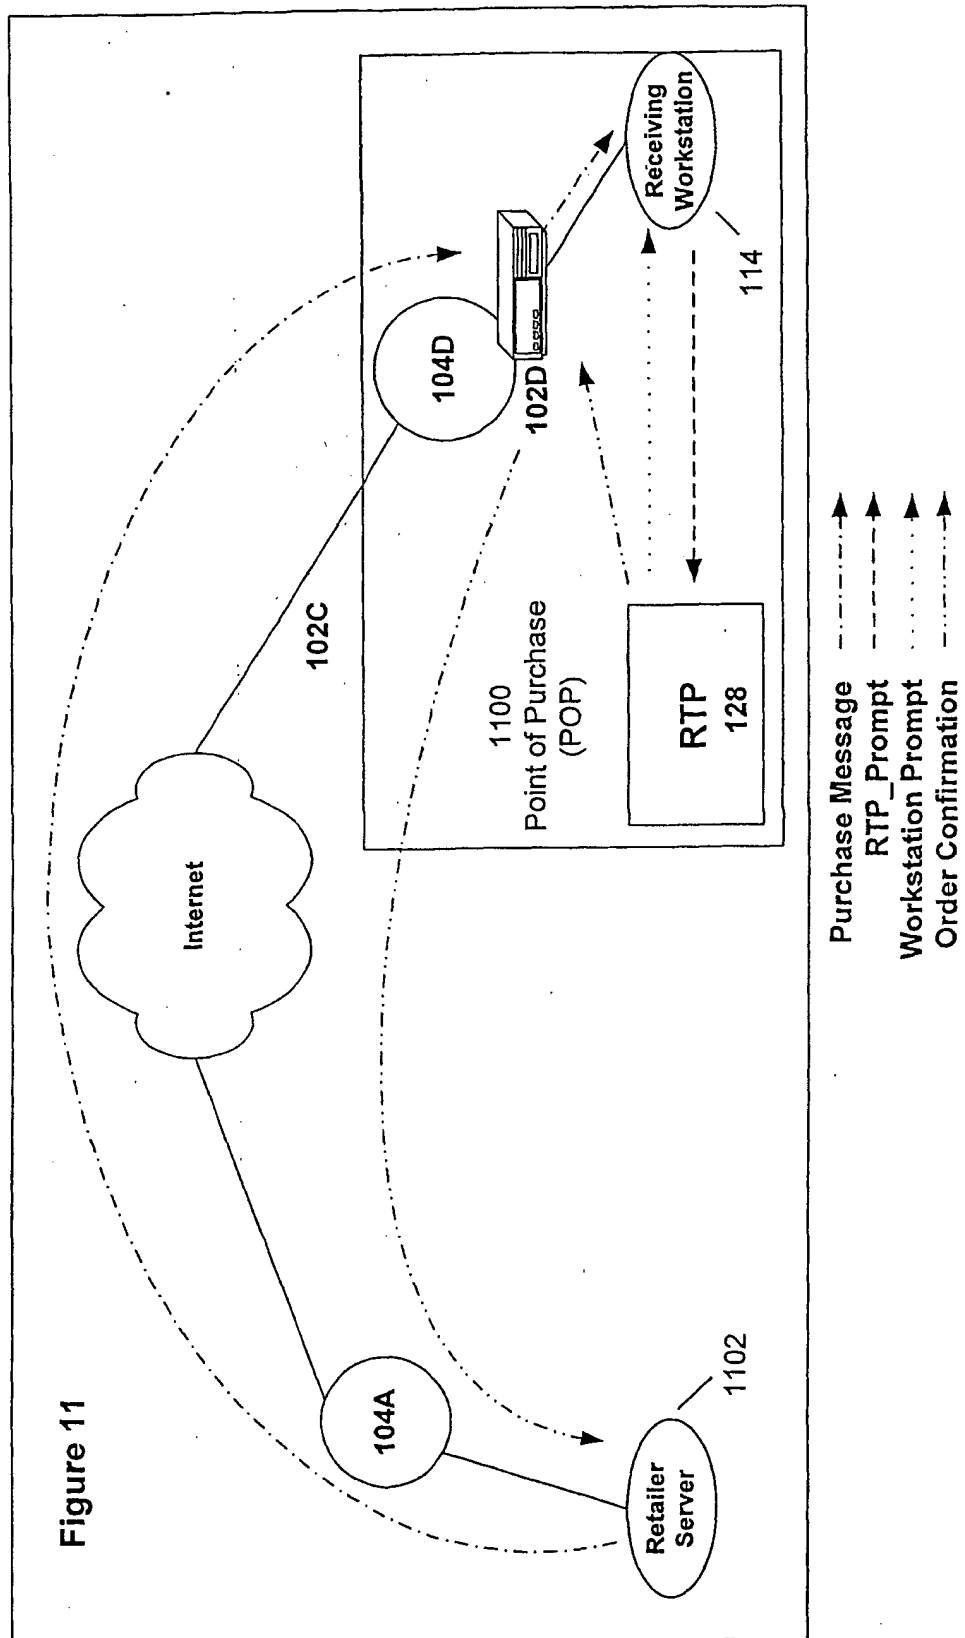 Figure 11
Internet
104A
102C
104D
102D
Retailer
Server
1102
1100
Point of Purchase
(POP)
RTP
128
Receiving
Workstation
114
Purchase Message
RTP_Prompt
Workstation Prompt
Order Confirmation